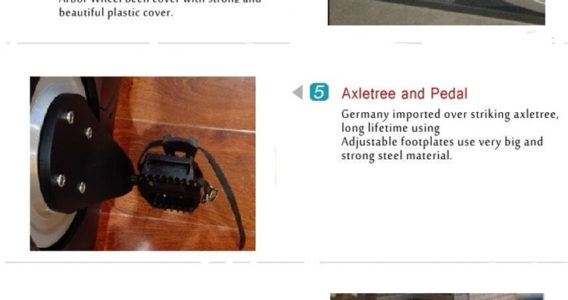 Arbor Wheel been cover with strong and
beautiful plastic cover.
5
Axletree and Pedal
Germany imported over striking axletree,
long lifetime using
Adjustable footplates use very big and
strong steel material.